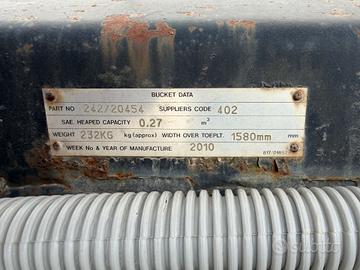 BUCKET DATA
PART NO 242/20454 SUPPLIERS CODE 402
SAE. HEAPED CAPACITY 0.27 m³
WEIGHT 232KG kg(approx) WIDTH OVER TOEPLT. 1580mm mm
WEEK No & YEAR OF MANUFACTURE 2010
subito